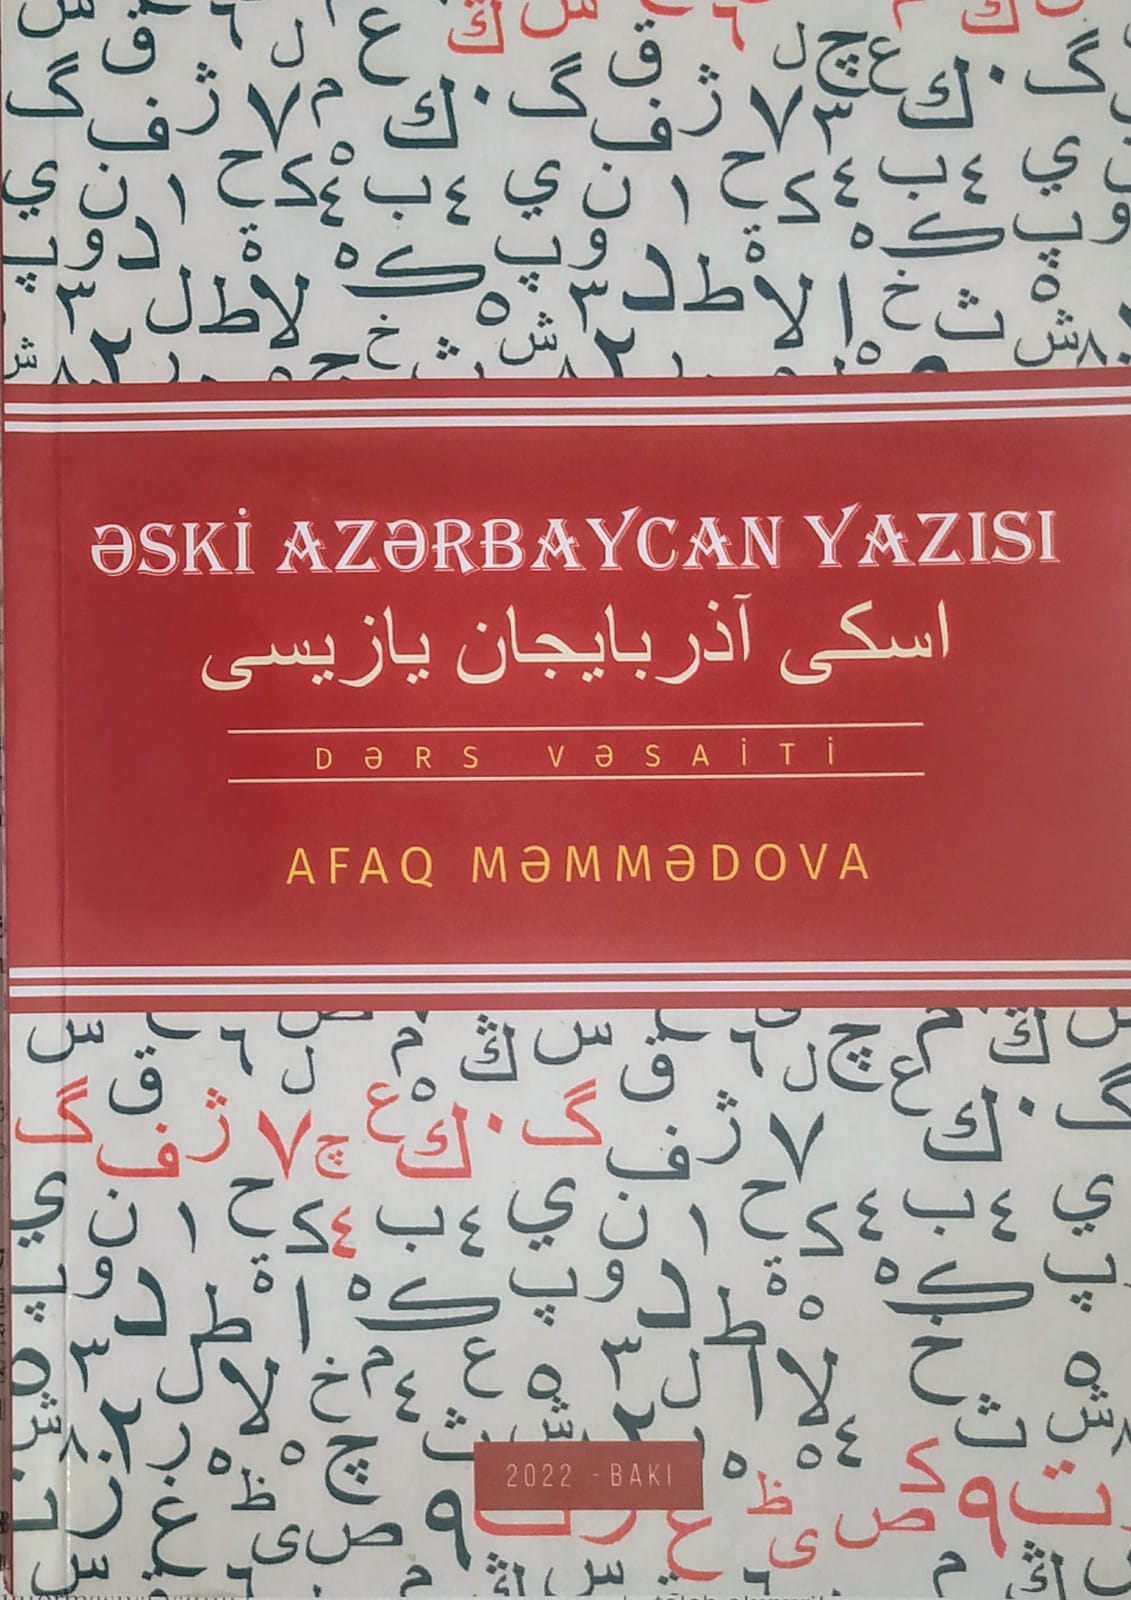 ƏSKİ AZƏRBAYCAN YAZISI
اسکی آذربایجان یازیسی
DƏRS VƏSAİTİ
AFAQ MƏMMƏDOVA
2022 - BAKI